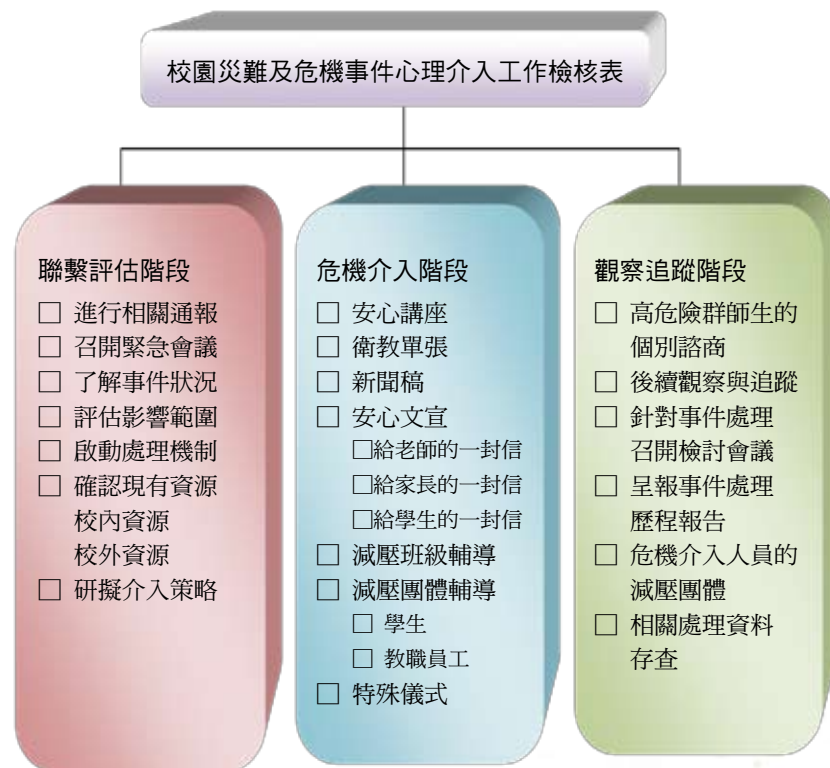 校園災難及危機事件心理介入工作檢核表
聯繫評估階段
□ 進行相關通報
□ 召開緊急會議
□ 了解事件狀況
□ 評估影響範圍
□ 啟動處理機制
□ 確認現有資源
校內資源
校外資源
□ 研擬介入策略
危機介入階段
□ 安心講座
□ 衛教單張
□ 新聞稿
□ 安心文宣
□給老師的一封信
□給家長的一封信
□給學生的一封信
□ 減壓班級輔導
□ 減壓團體輔導
□ 學生
□ 教職員工
□ 特殊儀式
觀察追蹤階段
□ 高危險群師生的
個別諮商
□ 後續觀察與追蹤
□ 針對事件處理
召開檢討會議
□ 呈報事件處理
歷程報告
□ 危機介入人員的
減壓團體
□ 相關處理資料
存查